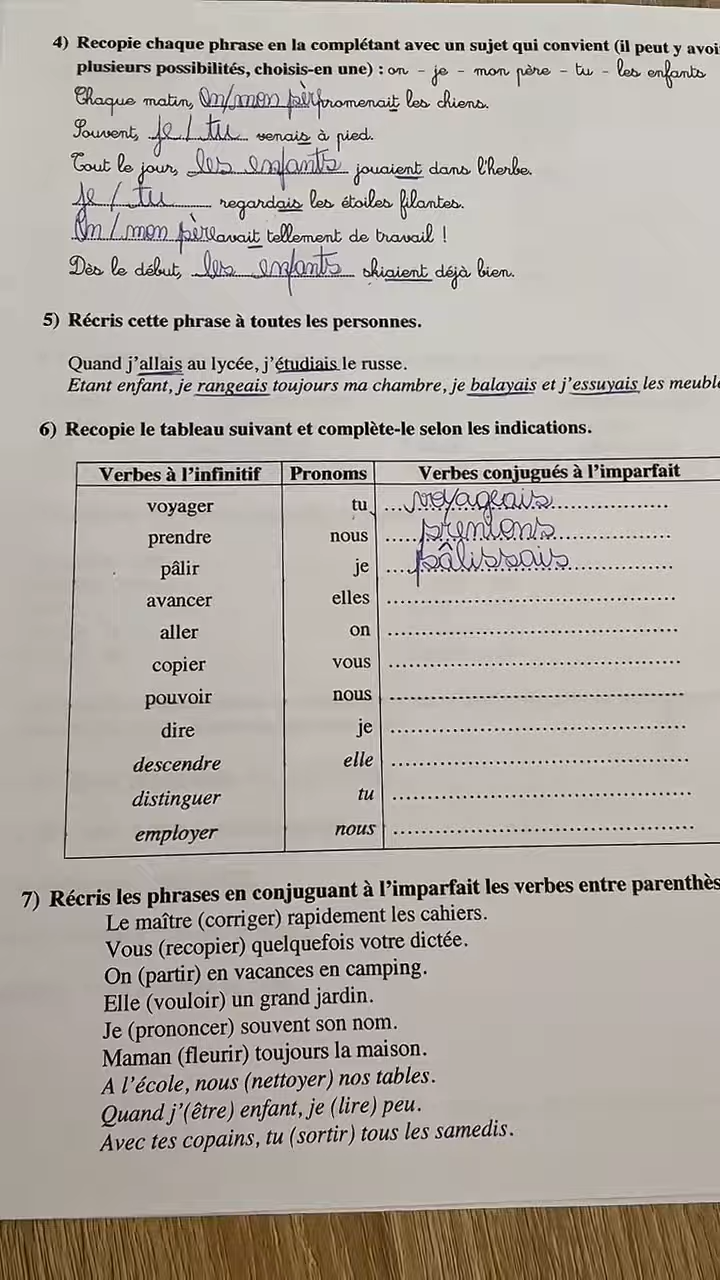 4) Recopie chaque phrase en la complétant avec un sujet qui convient (il peut y avoi
plusieurs possibilités, choisis-en une) : on - je - mon père - tu - les enfants
Chaque matin, On/mon père promenait les chiens.
Souvent, je / tu venais à pied.
Tout le jour, les enfants jouaient dans l'herbe.
je / tu regardais les étoiles filantes.
On / mon père avait tellement de travail !
Dès le début, les enfants skiaient déjà bien.
5) Récris cette phrase à toutes les personnes.
Quand j'allais au lycée, j'étudiais le russe.
Etant enfant, je rangeais toujours ma chambre, je balayais et j'essuyais les meuble
6) Recopie le tableau suivant et complète-le selon les indications.
Verbes à l'infinitif Pronoms Verbes conjugués à l'imparfait
voyager tu voyageais
prendre nous prenions
pâlir je pâlissais
avancer elles
aller on
copier vous
pouvoir nous
dire je
descendre elle
distinguer tu
employer nous
7) Récris les phrases en conjuguant à l'imparfait les verbes entre parenthès
Le maître (corriger) rapidement les cahiers.
Vous (recopier) quelquefois votre dictée.
On (partir) en vacances en camping.
Elle (vouloir) un grand jardin.
Je (prononcer) souvent son nom.
Maman (fleurir) toujours la maison.
A l'école, nous (nettoyer) nos tables.
Quand j'(être) enfant, je (lire) peu.
Avec tes copains, tu (sortir) tous les samedis.